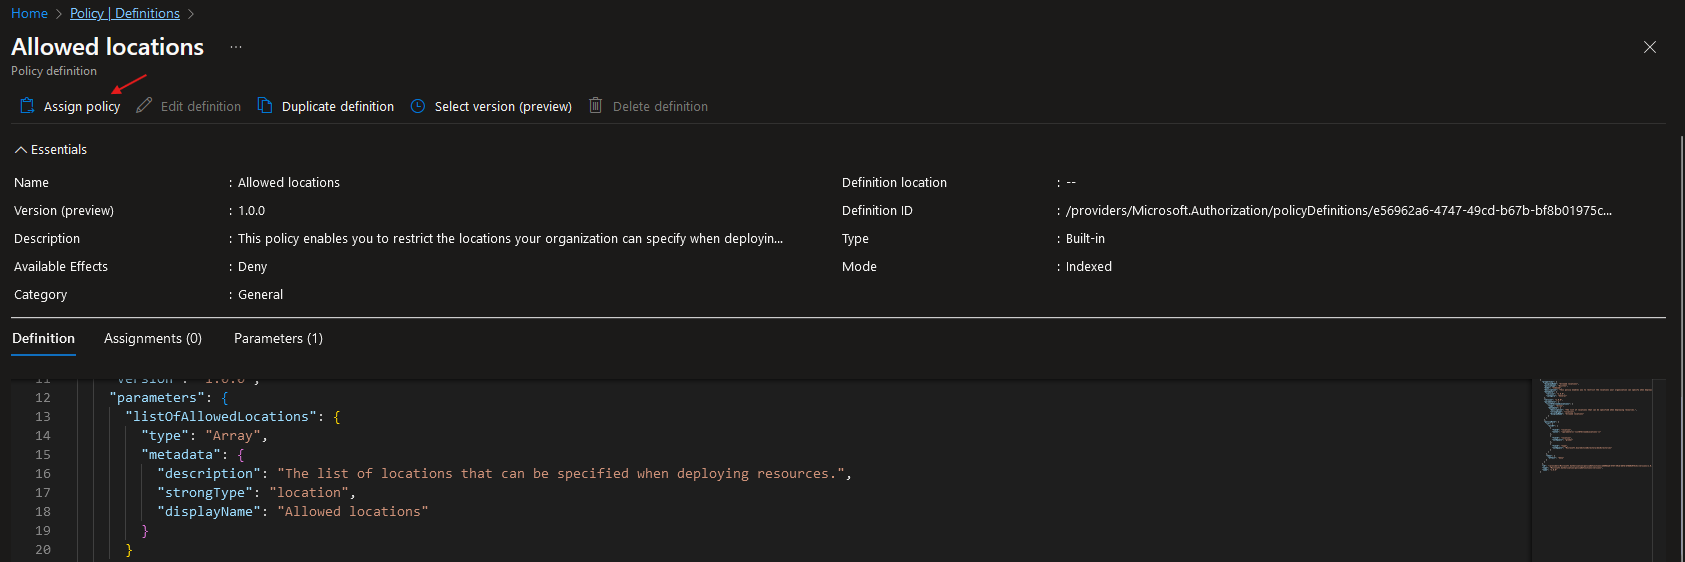 Home > Policy | Definitions >
Allowed locations ...
Policy definition
Assign policy Edit definition Duplicate definition Select version (preview) Delete definition
Essentials
Name : Allowed locations
Version (preview) : 1.0.0
Description : This policy enables you to restrict the locations your organization can specify when deployin...
Available Effects : Deny
Category : General
Definition location : --
Definition ID : /providers/Microsoft.Authorization/policyDefinitions/e56962a6-4747-49cd-b67b-bf8b01975c...
Type : Built-in
Mode : Indexed
Definition Assignments (0) Parameters (1)
11 "version": "1.0.0",
12 "parameters": {
13 "listOfAllowedLocations": {
14 "type": "Array",
15 "metadata": {
16 "description": "The list of locations that can be specified when deploying resources.",
17 "strongType": "location",
18 "displayName": "Allowed locations"
19 }
20 }